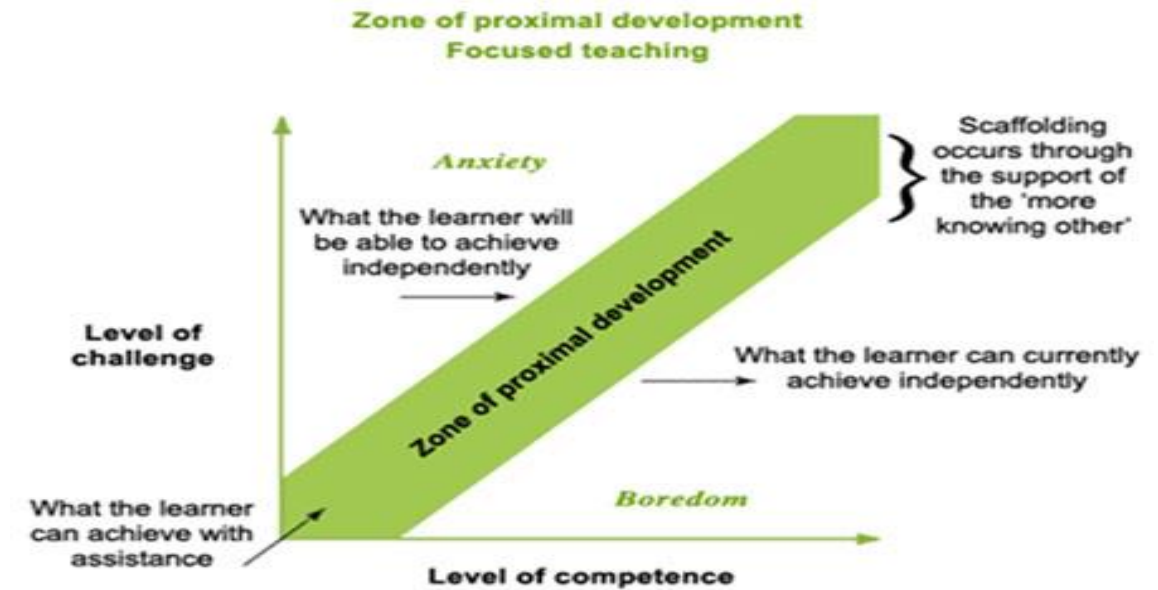 Zone of proximal development
Focused teaching
Anxiety
What the learner will
be able to achieve
independently
Scaffolding
occurs through
the support of
the 'more
knowing other'
Level of
challenge
Zone of proximal development
What the learner can currently
achieve independently
Boredom
What the learner
can achieve with
assistance
Level of competence